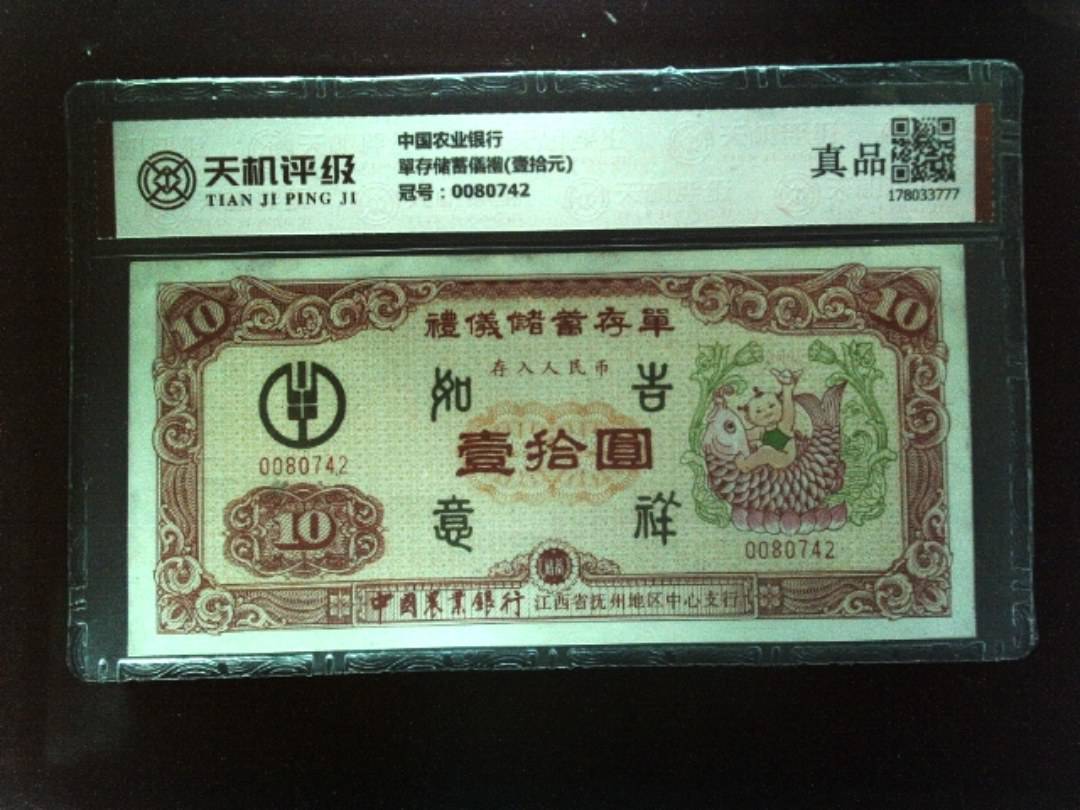 天机评级
TIAN JI PING JI
中国农业银行
單存储蓄儀禮(壹拾元)
冠号：0080742
真品
178033777
10
10
禮儀儲蓄存單
存入人民币
如
吉
壹拾圓
0080742
意
祥
10
0080742
中國農業銀行 江西省抚州地区中心支行